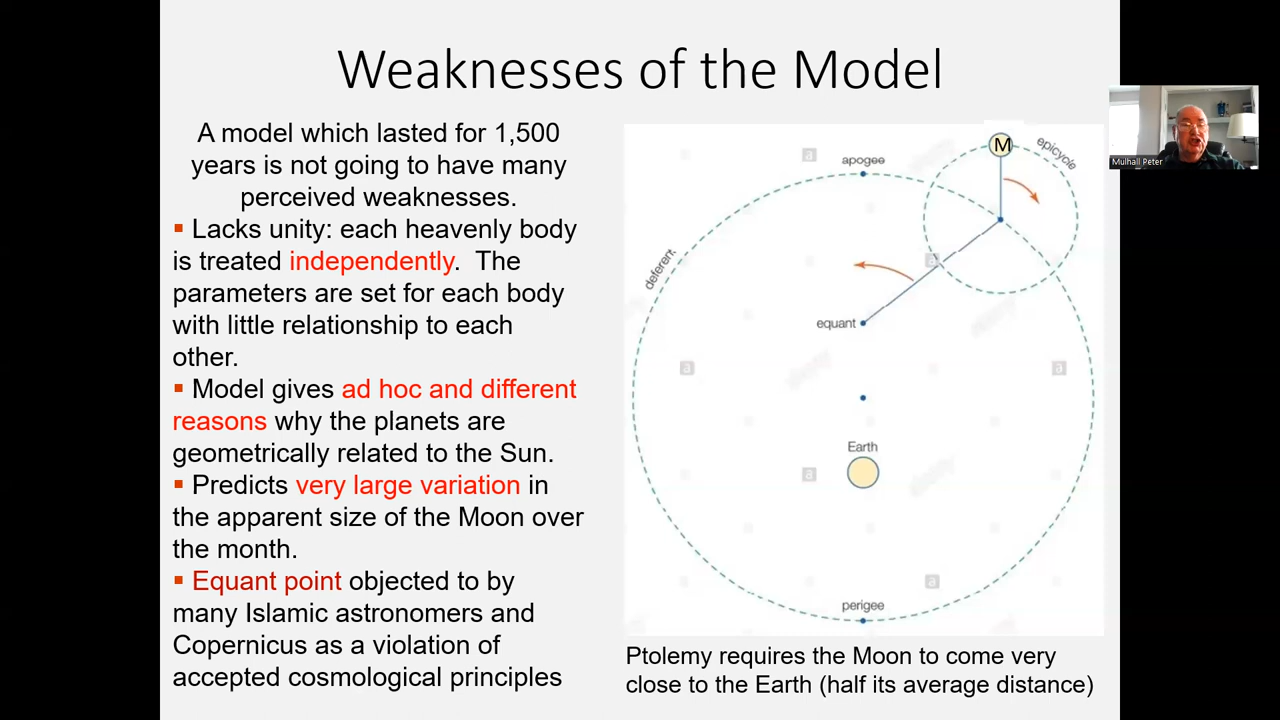 Weaknesses of the Model
A model which lasted for 1,500
years is not going to have many
perceived weaknesses.
▪ Lacks unity: each heavenly body
is treated independently. The
parameters are set for each body
with little relationship to each
other.
▪ Model gives ad hoc and different
reasons why the planets are
geometrically related to the Sun.
▪ Predicts very large variation in
the apparent size of the Moon over
the month.
▪ Equant point objected to by
many Islamic astronomers and
Copernicus as a violation of
accepted cosmological principles
M
epicycle
apogee
deferent
equant
Earth
perigee
a
a
a
a
a
a
Ptolemy requires the Moon to come very
close to the Earth (half its average distance)
Mulhall Peter